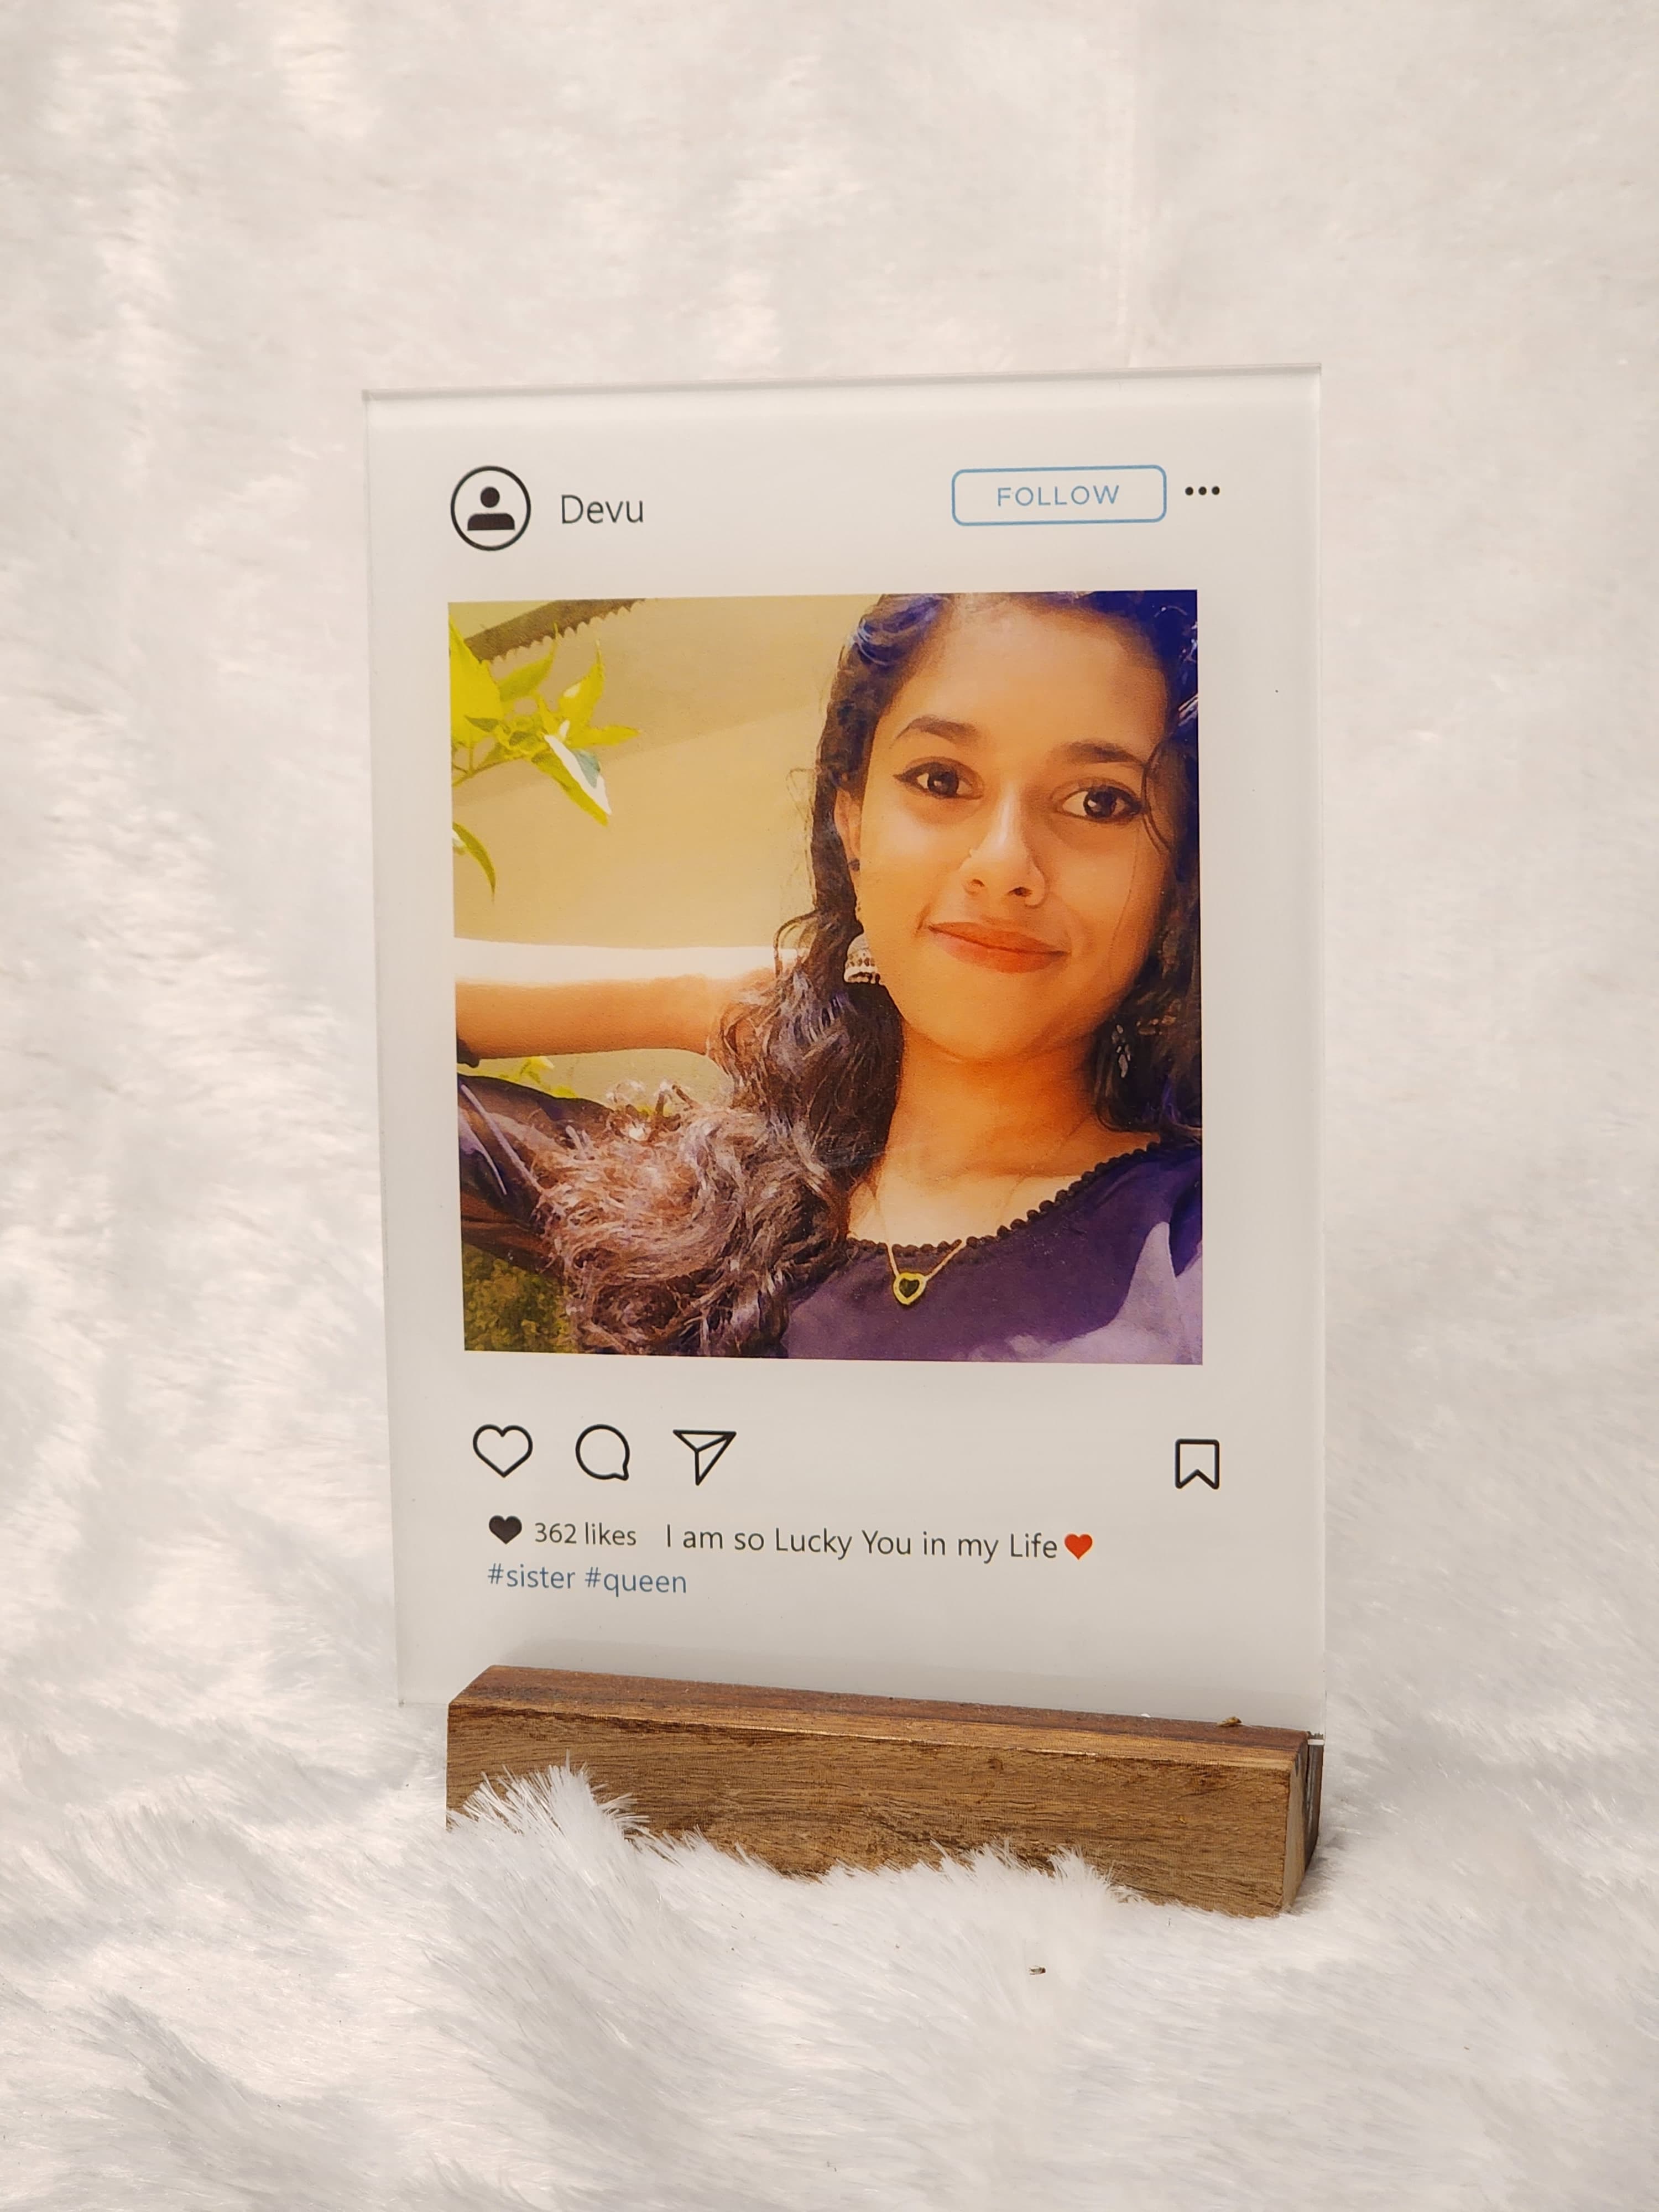 Devu
FOLLOW
362 likes I am so Lucky You in my Life❤
#sister #queen